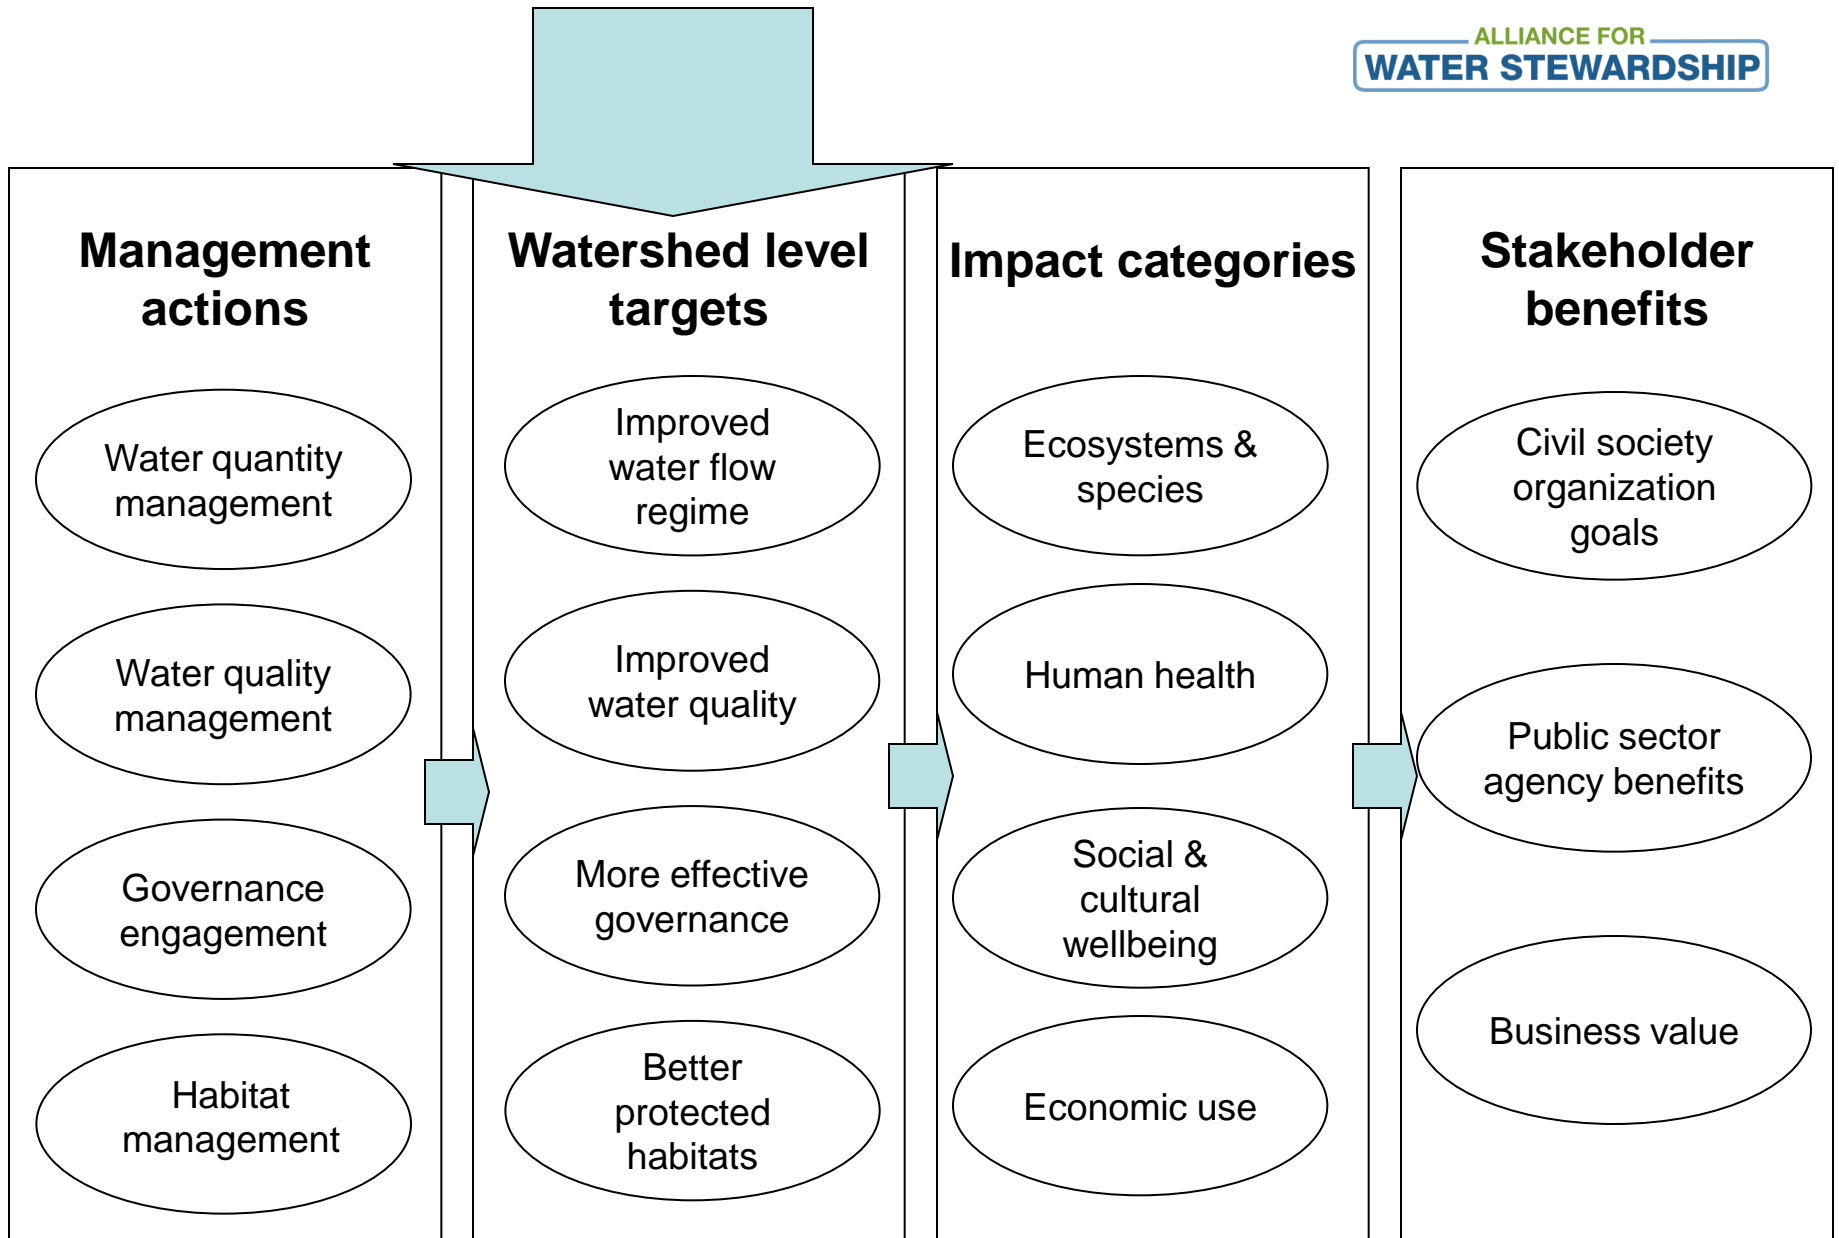 ALLIANCE FOR
WATER STEWARDSHIP
Management
actions
Water quantity
management
Water quality
management
Governance
engagement
Habitat
management
Watershed level
targets
Improved
water flow
regime
Improved
water quality
More effective
governance
Better
protected
habitats
Impact categories
Ecosystems &
species
Human health
Social &
cultural
wellbeing
Economic use
Stakeholder
benefits
Civil society
organization
goals
Public sector
agency benefits
Business value